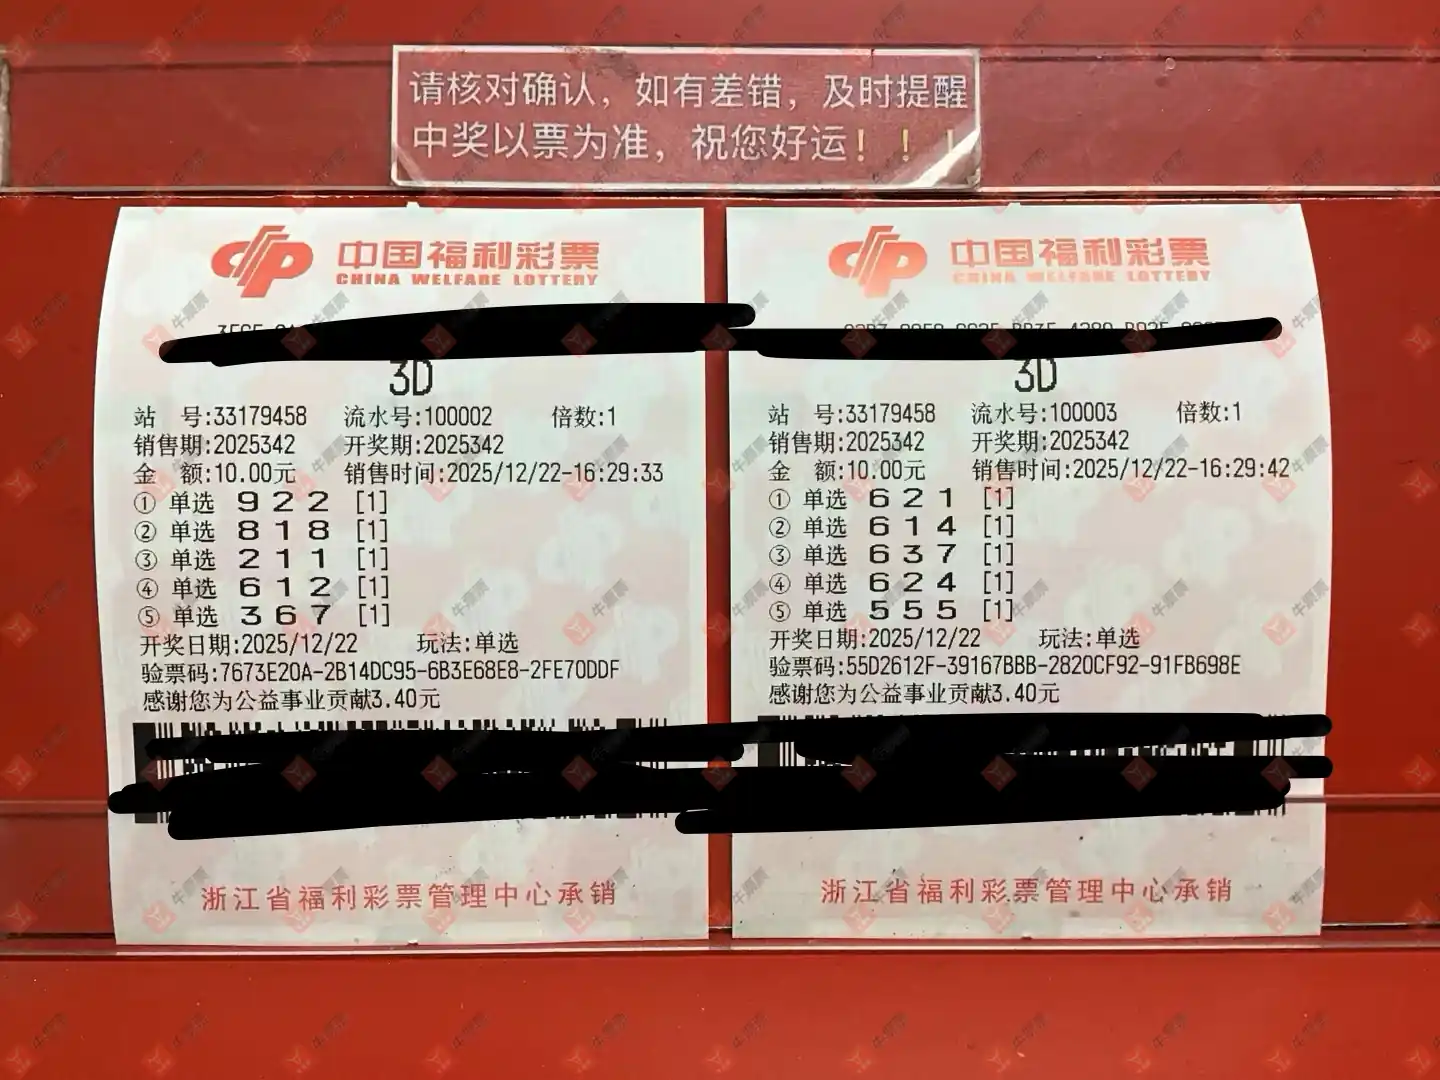 请核对确认，如有差错，及时提醒
中奖以票为准，祝您好运！！！
中国福利彩票
CHINA WELFARE LOTTERY
3D
站 号:33179458 流水号:100002 倍数:1
销售期:2025342 开奖期:2025342
金 额:10.00元 销售时间:2025/12/22-16:29:33
① 单选 9 2 2 [1]
② 单选 8 1 8 [1]
③ 单选 2 1 1 [1]
④ 单选 6 1 2 [1]
⑤ 单选 3 6 7 [1]
开奖日期:2025/12/22 玩法:单选
验票码:7673E20A-2B14DC95-6B3E68E8-2FE70DDF
感谢您为公益事业贡献3.40元
浙江省福利彩票管理中心承销
中国福利彩票
CHINA WELFARE LOTTERY
3D
站 号:33179458 流水号:100003 倍数:1
销售期:2025342 开奖期:2025342
金 额:10.00元 销售时间:2025/12/22-16:29:42
① 单选 6 2 1 [1]
② 单选 6 1 4 [1]
③ 单选 6 3 7 [1]
④ 单选 6 2 4 [1]
⑤ 单选 5 5 5 [1]
开奖日期:2025/12/22 玩法:单选
验票码:55D2612F-39167BBB-2820CF92-91FB698E
感谢您为公益事业贡献3.40元
浙江省福利彩票管理中心承销